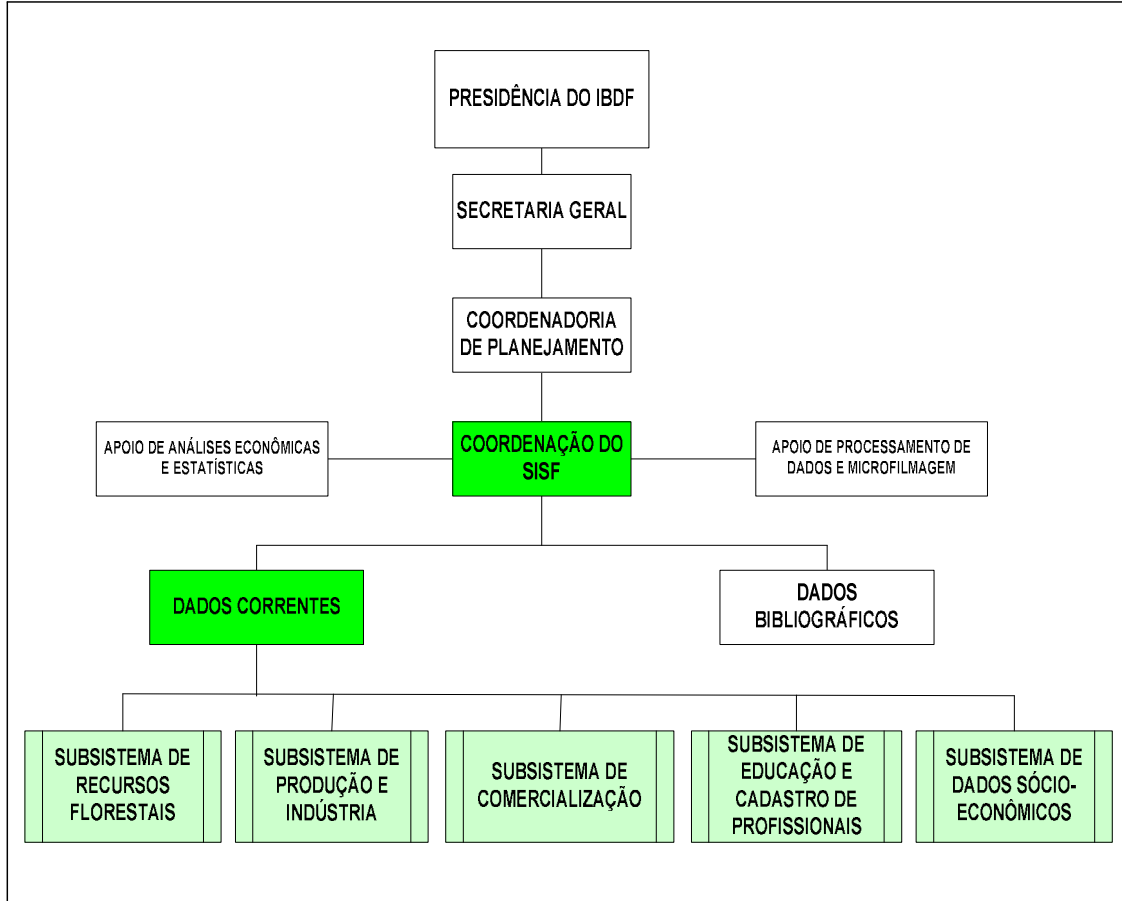 PRESIDÊNCIA DO IBDF
SECRETARIA GERAL
COORDENADORIA
DE PLANEJAMENTO
APOIO DE ANÁLISES ECONÔMICAS
E ESTATÍSTICAS
COORDENAÇÃO DO
SISF
APOIO DE PROCESSAMENTO DE
DADOS E MICROFILMAGEM
DADOS CORRENTES
DADOS
BIBLIOGRÁFICOS
SUBSISTEMA DE
RECURSOS
FLORESTAIS
SUBSISTEMA DE
PRODUÇÃO E
INDÚSTRIA
SUBSISTEMA DE
COMERCIALIZAÇÃO
SUBSISTEMA DE
EDUCAÇÃO E
CADASTRO DE
PROFISSIONAIS
SUBSISTEMA DE
DADOS SÓCIO-
ECONÔMICOS